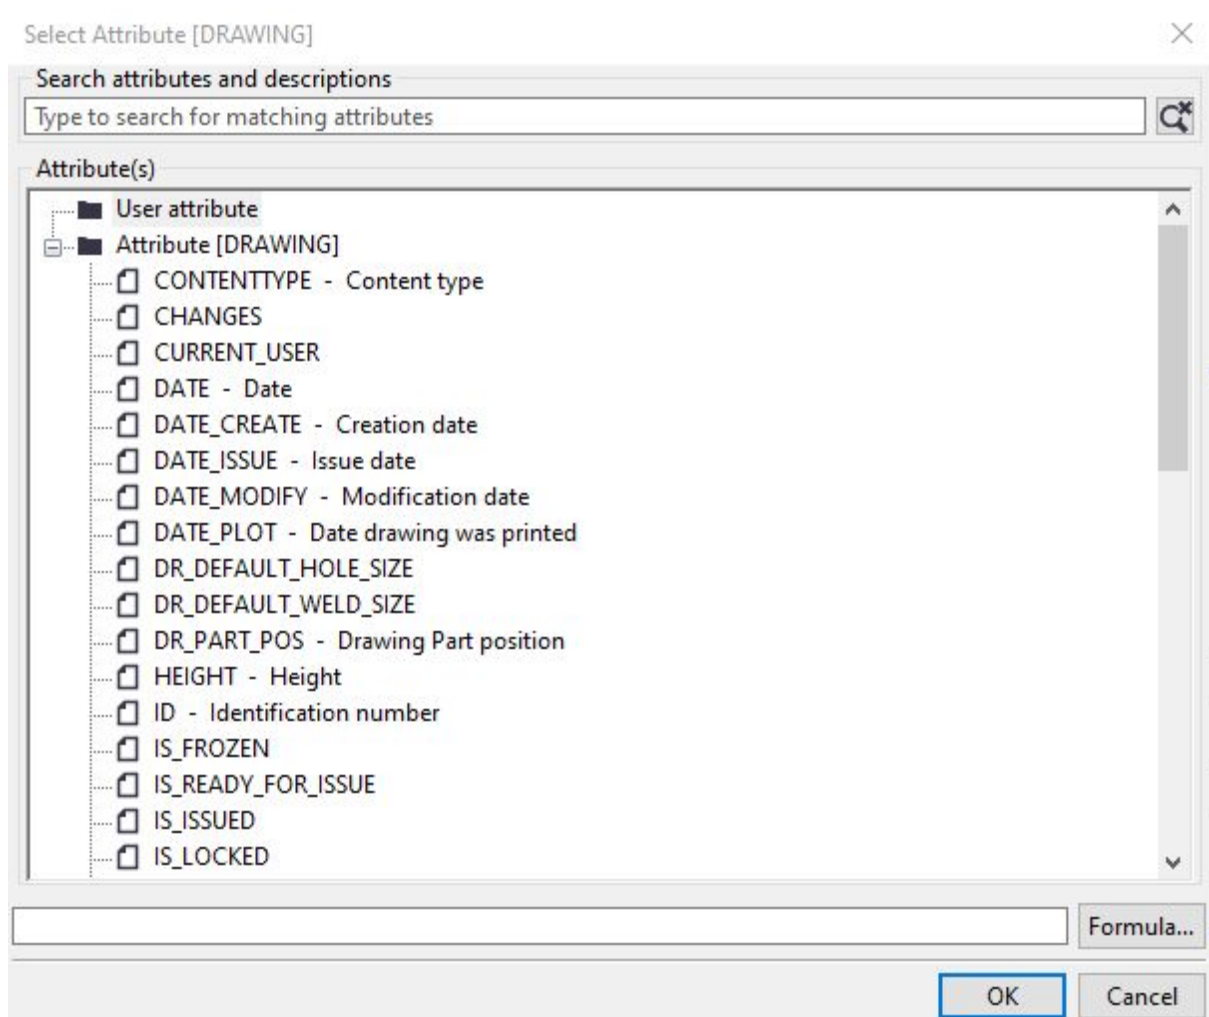 Select Attribute [DRAWING]
Search attributes and descriptions
Type to search for matching attributes
Attribute(s)
User attribute
Attribute [DRAWING]
CONTENTTYPE - Content type
CHANGES
CURRENT_USER
DATE - Date
DATE_CREATE - Creation date
DATE_ISSUE - Issue date
DATE_MODIFY - Modification date
DATE_PLOT - Date drawing was printed
DR_DEFAULT_HOLE_SIZE
DR_DEFAULT_WELD_SIZE
DR_PART_POS - Drawing Part position
HEIGHT - Height
ID - Identification number
IS_FROZEN
IS_READY_FOR_ISSUE
IS_ISSUED
IS_LOCKED
Formula...
OK Cancel